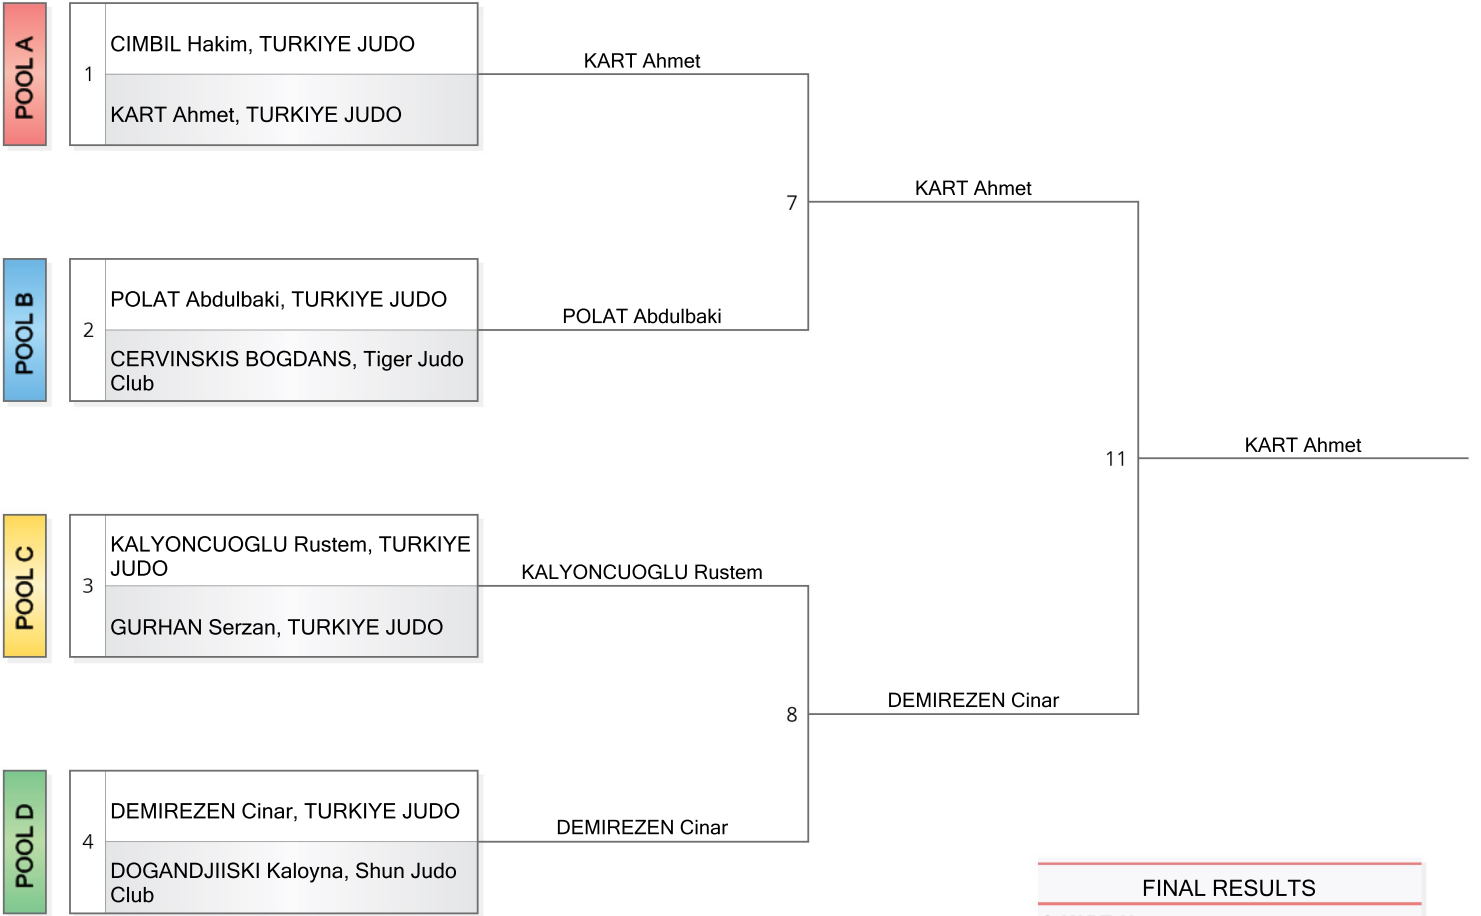 POOL A
1
CIMBIL Hakim, TURKIYE JUDO
KART Ahmet, TURKIYE JUDO
KART Ahmet
7
KART Ahmet
POOL B
2
POLAT Abdulbaki, TURKIYE JUDO
CERVINSKIS BOGDANS, Tiger Judo
Club
POLAT Abdulbaki
11
KART Ahmet
POOL C
3
KALYONCUOGLU Rustem, TURKIYE
JUDO
GURHAN Serzan, TURKIYE JUDO
KALYONCUOGLU Rustem
8
DEMIREZEN Cinar
POOL D
4
DEMIREZEN Cinar, TURKIYE JUDO
DOGANDJIISKI Kaloyna, Shun Judo
Club
DEMIREZEN Cinar
FINAL RESULTS